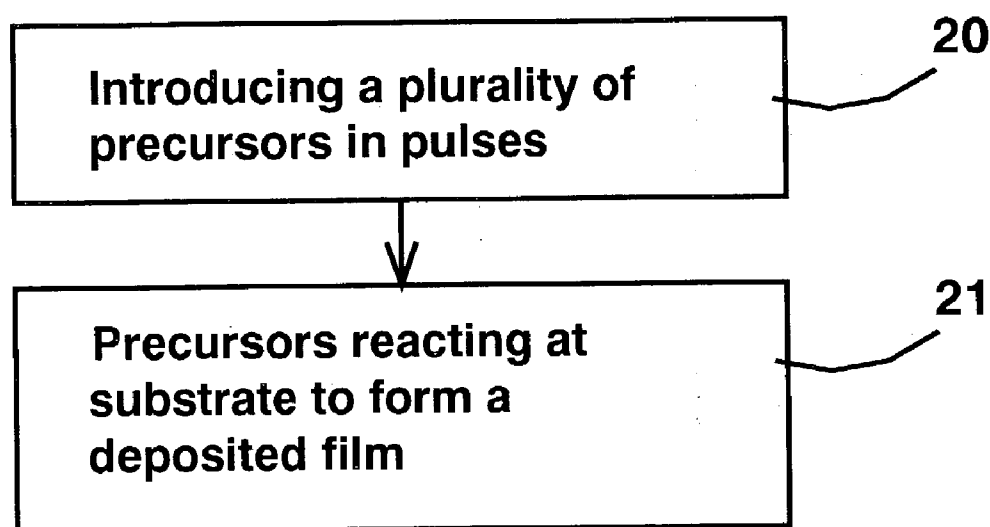 20
Introducing a plurality of
precursors in pulses
21
Precursors reacting at
substrate to form a
deposited film